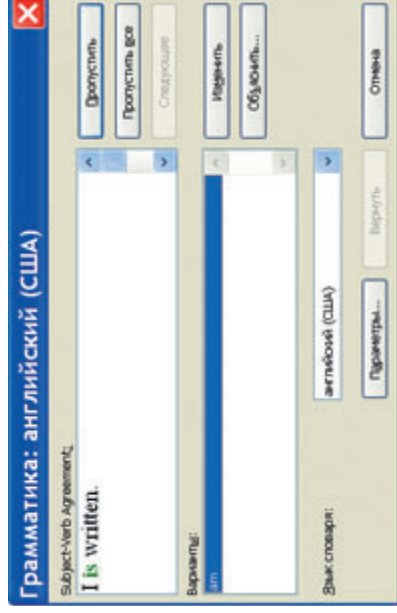 Грамматика: английский (США)
Subject-Verb Agreement:
I is written.
Пропустить
Пропустить все
Следующее
Варианты:
am
Изменить
Объяснить...
Язык словаря:
английский (США)
Параметры...
Вернуть
Отмена